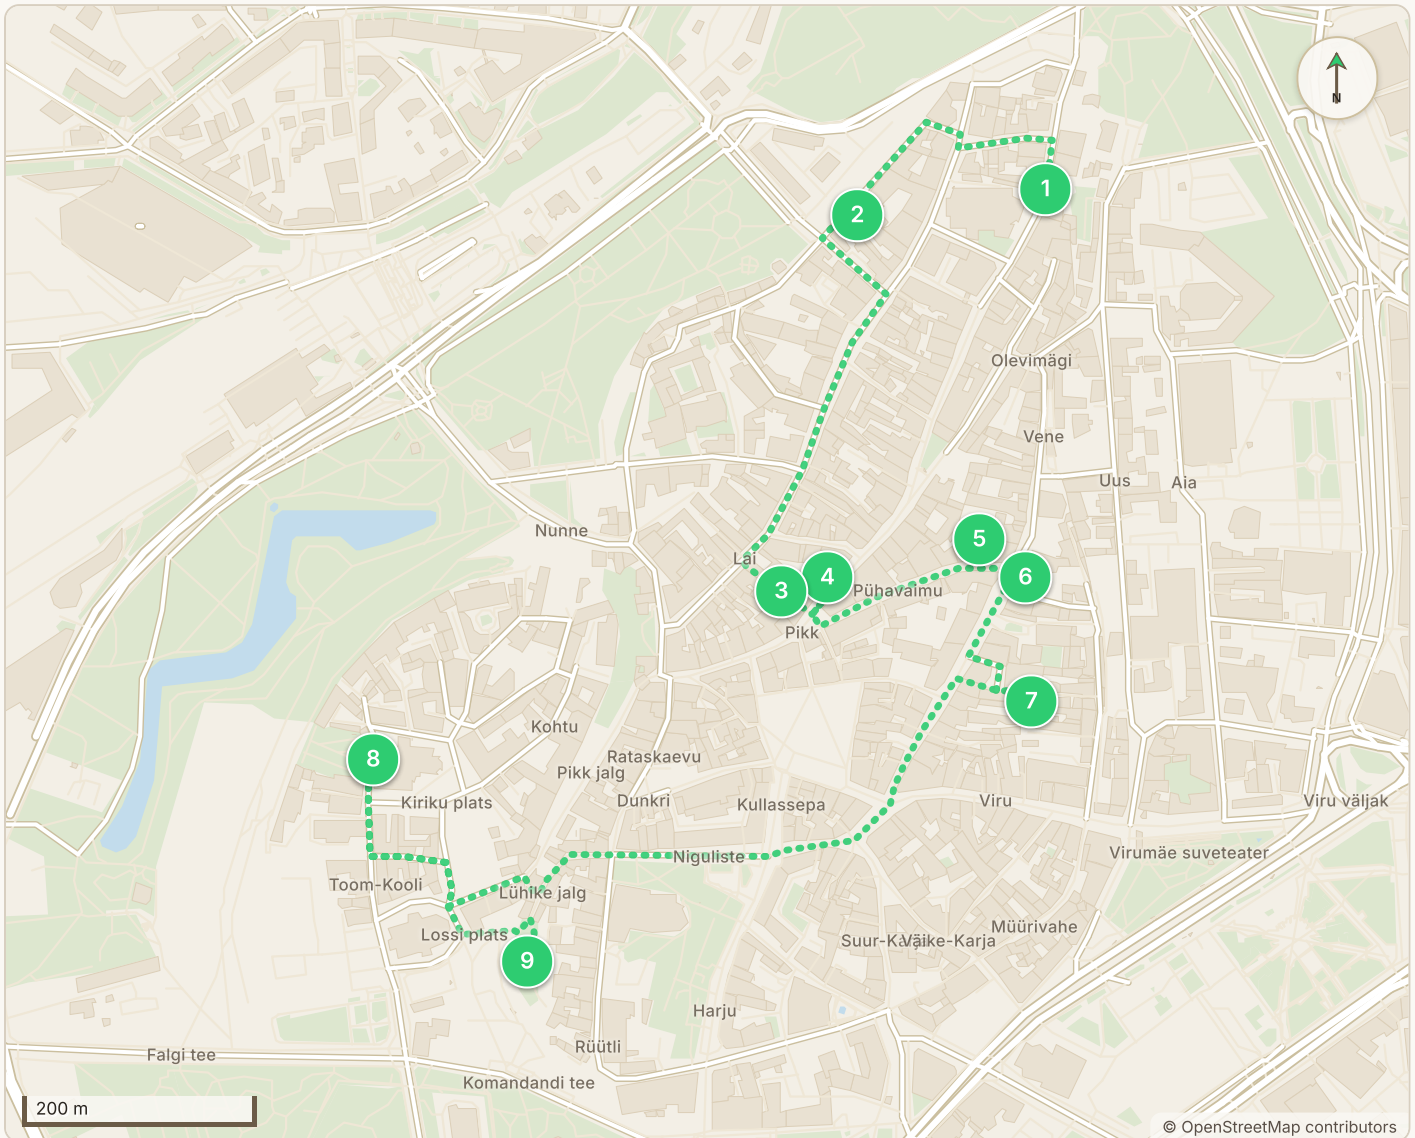 N
1
2
Olevimägi
Vene
Uus
Aia
Nunne
5
Lai
3
4
6
Pühavaimu
Pikk
7
Kohtu
8
Rataskaevu
Pikk jalg
Kiriku plats
Dunkri
Kullassepa
Viru
Viru väljak
Niguliste
Virumäe suveteater
Toom-Kooli
Lühike jalg
Lossi plats
Müürivahe
Väike-Karja
9
Harju
Rüütli
Falgi tee
Komandandi tee
200 m
© OpenStreetMap contributors